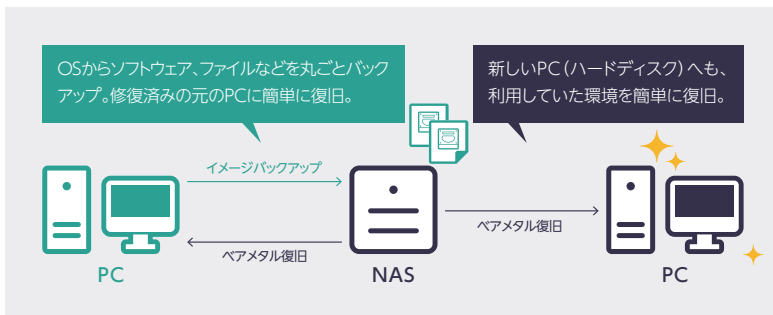 OSからソフトウェア、ファイルなどを丸ごとバック
アップ。修復済みの元のPCに簡単に復旧。
新しいPC（ハードディスク）へも、
利用していた環境を簡単に復旧。
イメージバックアップ
ベアメタル復旧
ベアメタル復旧
PC
NAS
PC